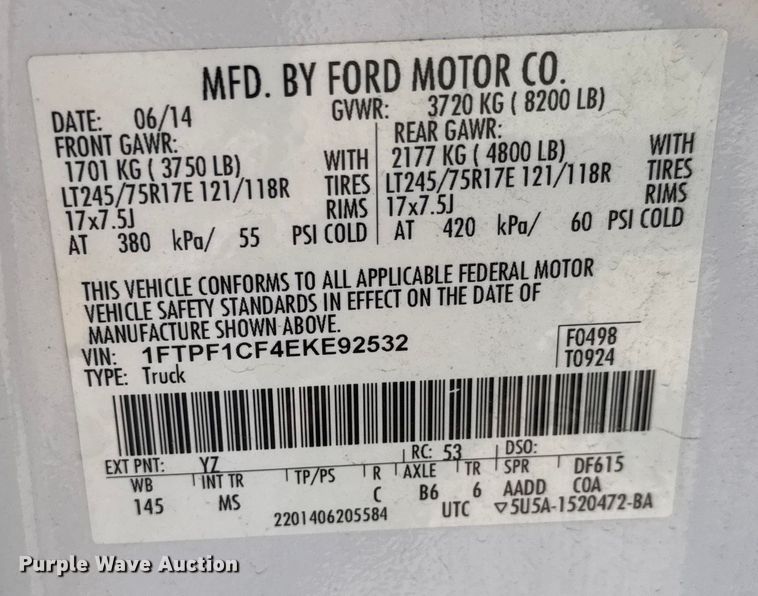 MFD. BY FORD MOTOR CO.
DATE: 06/14 GVWR: 3720 KG ( 8200 LB)
FRONT GAWR: REAR GAWR:
1701 KG ( 3750 LB) WITH 2177 KG ( 4800 LB) WITH
LT245/75R17E 121/118R TIRES LT245/75R17E 121/118R TIRES
17x7.5J RIMS 17x7.5J RIMS
AT 380 kPa/ 55 PSI COLD AT 420 kPa/ 60 PSI COLD
THIS VEHICLE CONFORMS TO ALL APPLICABLE FEDERAL MOTOR
VEHICLE SAFETY STANDARDS IN EFFECT ON THE DATE OF
MANUFACTURE SHOWN ABOVE.
VIN: 1FTPF1CF4EKE92532 F0498
TYPE: Truck T0924
EXT PNT: YZ RC: 53 DSO:
WB INT TR TP/PS R AXLE TR SPR DF615
145 MS C B6 6 AADD COA
2201406205584 UTC ▽5U5A-1520472-BA
Purple Wave Auction